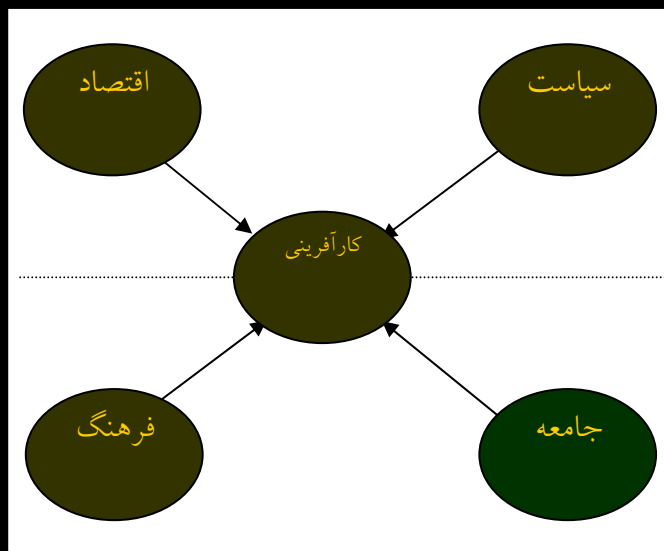 سیاست
اقتصاد
کارآفرینی
جامعه
فرهنگ